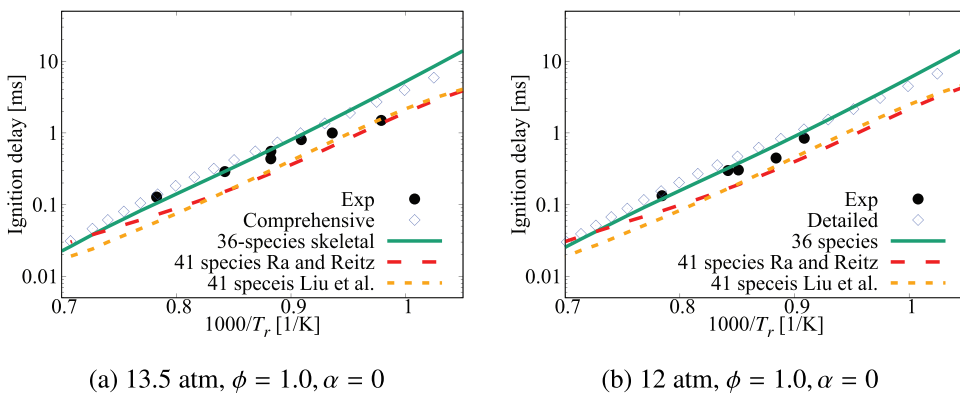 Ignition delay [ms]
10
1
0.1
0.01
0.7
0.8
0.9
1
1000/T_r [1/K]
Exp
Comprehensive
36-species skeletal
41 species Ra and Reitz
41 speceis Liu et al.
(a) 13.5 atm, ϕ = 1.0, α = 0
Ignition delay [ms]
10
1
0.1
0.01
0.7
0.8
0.9
1
1000/T_r [1/K]
Exp
Detailed
36 species
41 species Ra and Reitz
41 speceis Liu et al.
(b) 12 atm, ϕ = 1.0, α = 0